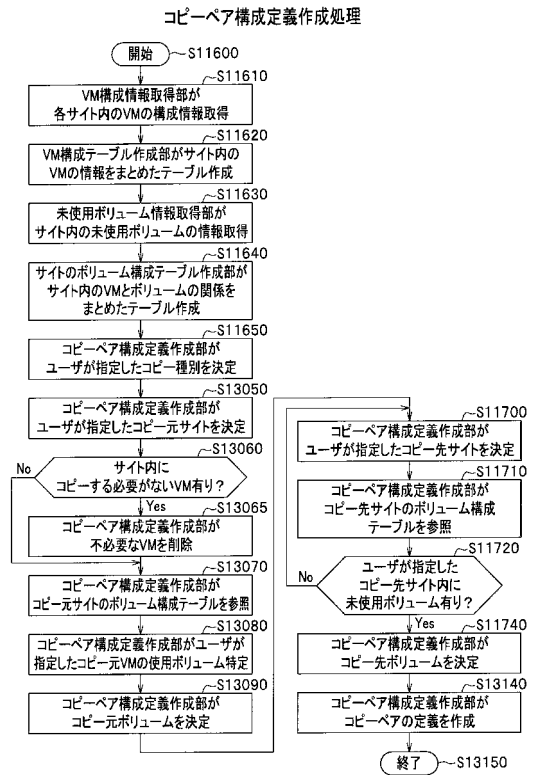 コピーペア構成定義作成処理
開始
S11600
S11610
VM構成情報取得部が
各サイト内のVMの構成情報取得
S11620
VM構成テーブル作成部がサイト内の
VMの情報をまとめたテーブル作成
S11630
未使用ボリューム情報取得部が
サイト内の未使用ボリュームの情報取得
S11640
サイトのボリューム構成テーブル作成部が
サイト内のVMとボリュームの関係を
まとめたテーブル作成
S11650
コピーペア構成定義作成部が
ユーザが指定したコピー種別を決定
S13050
コピーペア構成定義作成部が
ユーザが指定したコピー元サイトを決定
S13060
サイト内に
コピーする必要がないVM有り?
No
Yes
S13065
コピーペア構成定義作成部が
不必要なVMを削除
S13070
コピーペア構成定義作成部が
コピー元サイトのボリューム構成テーブルを参照
S13080
コピーペア構成定義作成部がユーザが
指定したコピー元VMの使用ボリューム特定
S13090
コピーペア構成定義作成部が
コピー元ボリュームを決定
S11700
コピーペア構成定義作成部が
ユーザが指定したコピー先サイトを決定
S11710
コピーペア構成定義作成部が
コピー先サイトのボリューム構成
テーブルを参照
S11720
ユーザが指定した
コピー先サイト内に
未使用ボリューム有り?
No
Yes
S11740
コピーペア構成定義作成部が
コピー先ボリュームを決定
S13140
コピーペア構成定義作成部が
コピーペアの定義を作成
終了
S13150